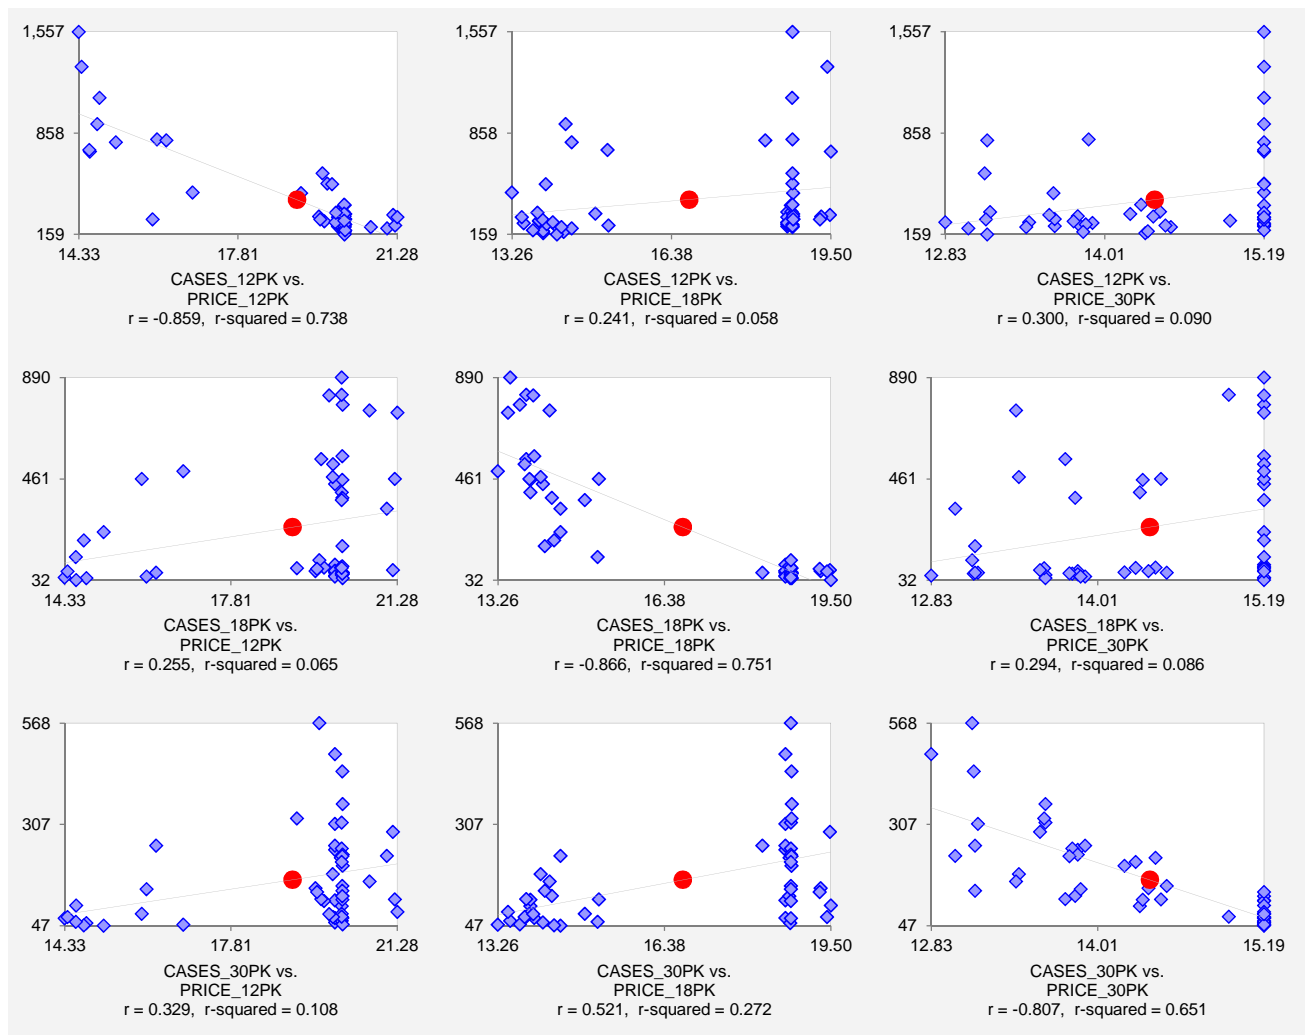 1,557
858
159
14.33 17.81 21.28
CASES_12PK vs.
PRICE_12PK
r = -0.859, r-squared = 0.738
1,557
858
159
13.26 16.38 19.50
CASES_12PK vs.
PRICE_18PK
r = 0.241, r-squared = 0.058
1,557
858
159
12.83 14.01 15.19
CASES_12PK vs.
PRICE_30PK
r = 0.300, r-squared = 0.090
890
461
32
14.33 17.81 21.28
CASES_18PK vs.
PRICE_12PK
r = 0.255, r-squared = 0.065
890
461
32
13.26 16.38 19.50
CASES_18PK vs.
PRICE_18PK
r = -0.866, r-squared = 0.751
890
461
32
12.83 14.01 15.19
CASES_18PK vs.
PRICE_30PK
r = 0.294, r-squared = 0.086
568
307
47
14.33 17.81 21.28
CASES_30PK vs.
PRICE_12PK
r = 0.329, r-squared = 0.108
568
307
47
13.26 16.38 19.50
CASES_30PK vs.
PRICE_18PK
r = 0.521, r-squared = 0.272
568
307
47
12.83 14.01 15.19
CASES_30PK vs.
PRICE_30PK
r = -0.807, r-squared = 0.651